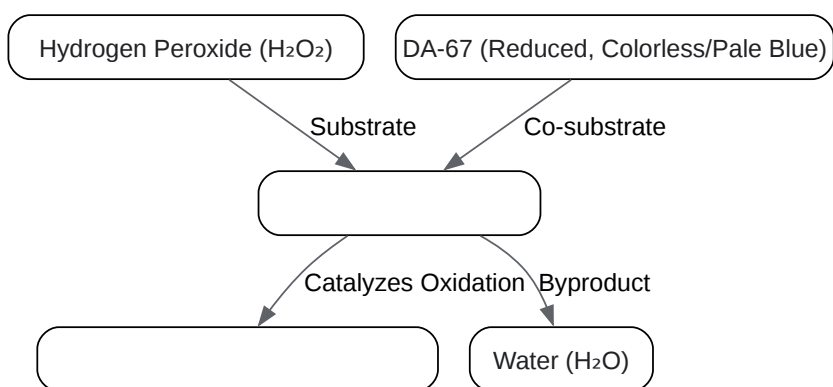 Hydrogen Peroxide (H₂O₂)
DA-67 (Reduced, Colorless/Pale Blue)
Substrate
Co-substrate
Catalyzes Oxidation
Byproduct
Water (H₂O)